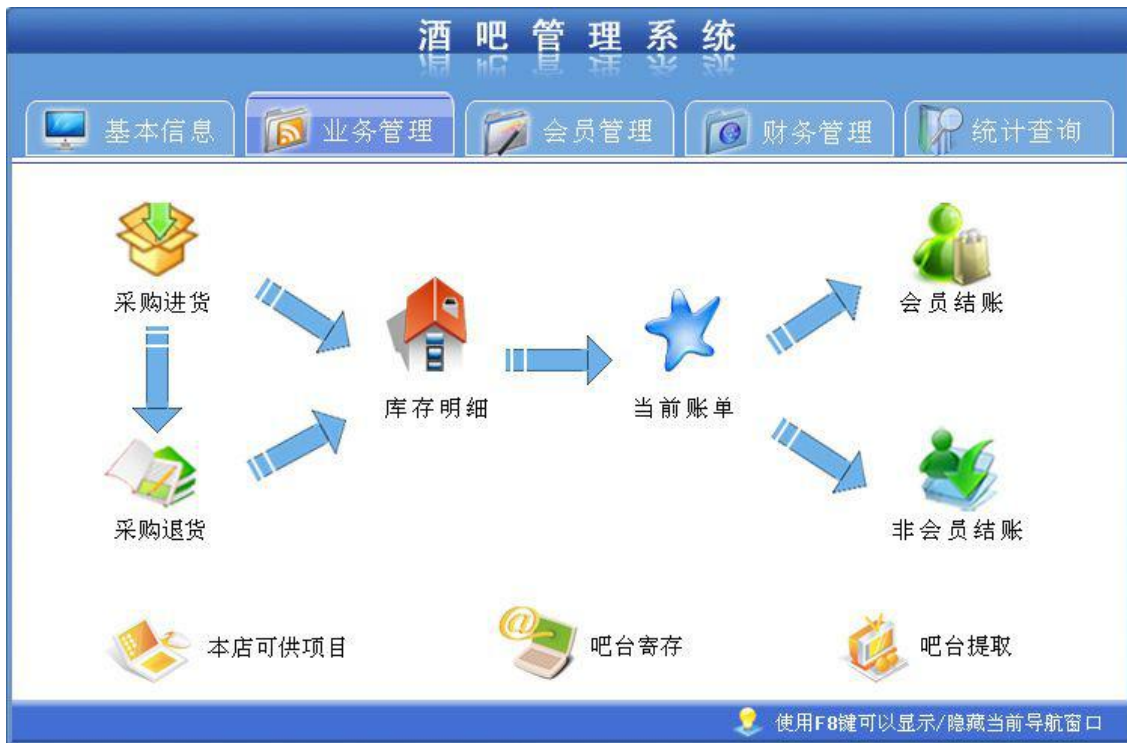 酒吧管理系统
基本信息 业务管理 会员管理 财务管理 统计查询
采购进货
会员结账
库存明细
当前账单
采购退货
非会员结账
本店可供项目
吧台寄存
吧台提取
使用F8键可以显示/隐藏当前导航窗口